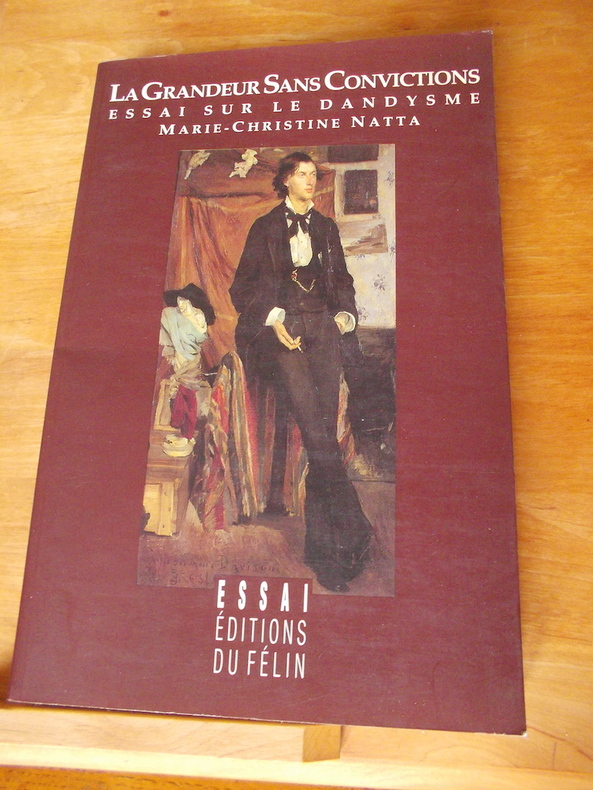 LA GRANDEUR SANS CONVICTIONS
ESSAI SUR LE DANDYSME
MARIE-CHRISTINE NATTA
ESSAI
ÉDITIONS
DU FÉLIN